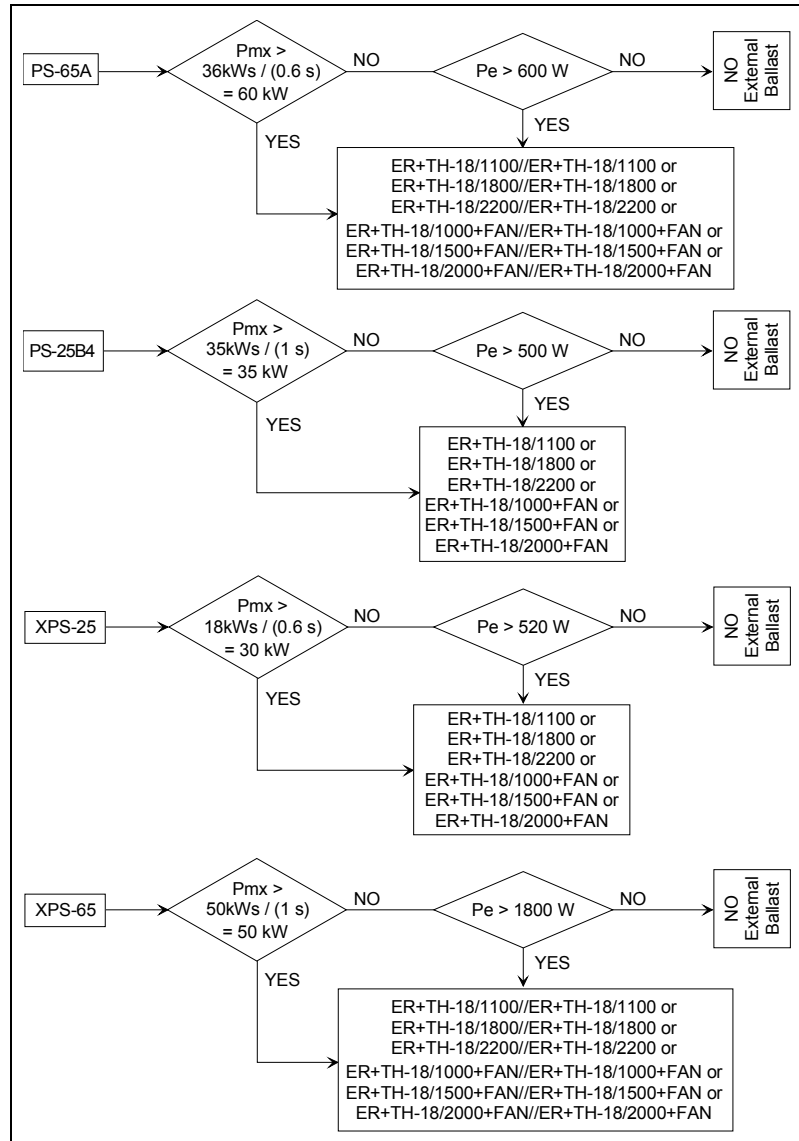 PS-65A
Pmx >
36kWs / (0.6 s)
= 60 kW
NO
Pe > 600 W
NO
NO
External
Ballast
YES
YES
ER+TH-18/1100//ER+TH-18/1100 or
ER+TH-18/1800//ER+TH-18/1800 or
ER+TH-18/2200//ER+TH-18/2200 or
ER+TH-18/1000+FAN//ER+TH-18/1000+FAN or
ER+TH-18/1500+FAN//ER+TH-18/1500+FAN or
ER+TH-18/2000+FAN//ER+TH-18/2000+FAN
PS-25B4
Pmx >
35kWs / (1 s)
= 35 kW
NO
Pe > 500 W
NO
NO
External
Ballast
YES
YES
ER+TH-18/1100 or
ER+TH-18/1800 or
ER+TH-18/2200 or
ER+TH-18/1000+FAN or
ER+TH-18/1500+FAN or
ER+TH-18/2000+FAN
XPS-25
Pmx >
18kWs / (0.6 s)
= 30 kW
NO
Pe > 520 W
NO
NO
External
Ballast
YES
YES
ER+TH-18/1100 or
ER+TH-18/1800 or
ER+TH-18/2200 or
ER+TH-18/1000+FAN or
ER+TH-18/1500+FAN or
ER+TH-18/2000+FAN
XPS-65
Pmx >
50kWs / (1 s)
= 50 kW
NO
Pe > 1800 W
NO
NO
External
Ballast
YES
YES
ER+TH-18/1100//ER+TH-18/1100 or
ER+TH-18/1800//ER+TH-18/1800 or
ER+TH-18/2200//ER+TH-18/2200 or
ER+TH-18/1000+FAN//ER+TH-18/1000+FAN or
ER+TH-18/1500+FAN//ER+TH-18/1500+FAN or
ER+TH-18/2000+FAN//ER+TH-18/2000+FAN